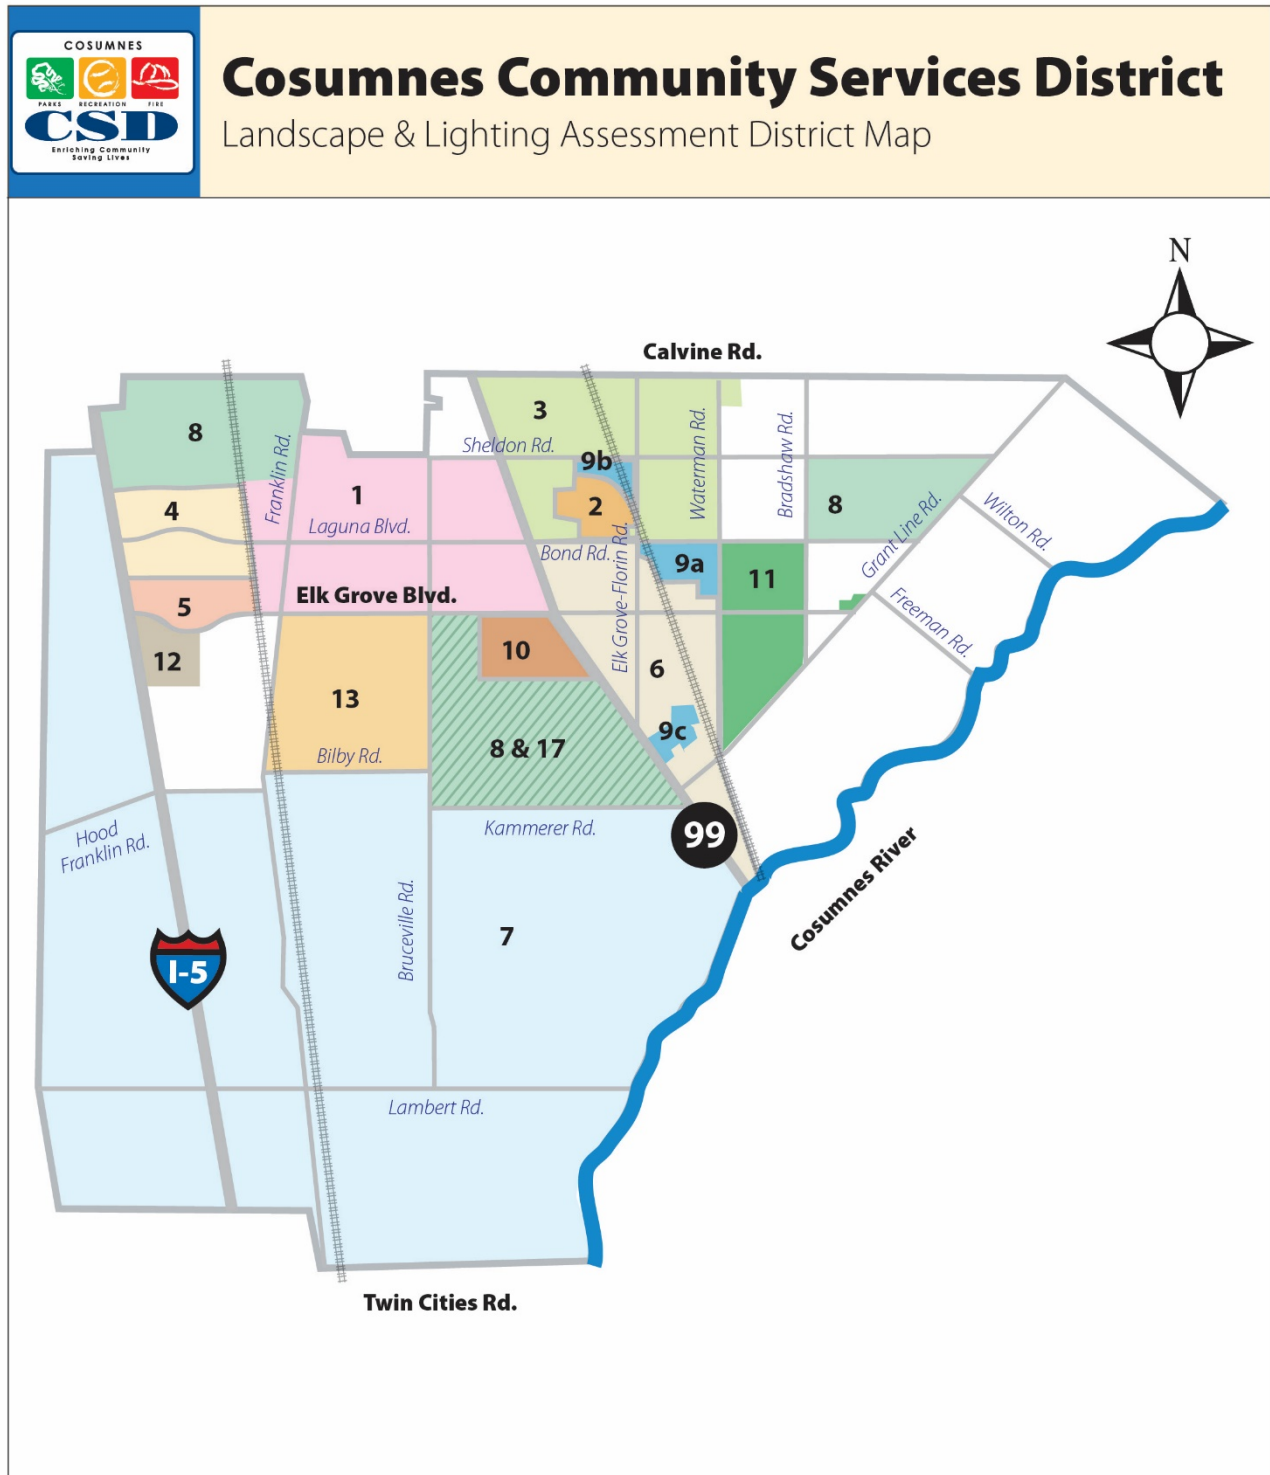 COSUMNES
PARKS RECREATION FIRE
CSD
Enriching Community
Saving Lives
Cosumnes Community Services District
Landscape & Lighting Assessment District Map
N
Calvine Rd.
3
8
Sheldon Rd.
Franklin Rd.
Waterman Rd.
Bradshaw Rd.
9b
1
4
2
8
Laguna Blvd.
Grant Line Rd.
Wilton Rd.
Bond Rd.
Elk Grove-Florin Rd.
9a
11
5
Elk Grove Blvd.
Freeman Rd.
12
10
6
13
9c
8 & 17
Bilby Rd.
Hood
Franklin Rd.
Kammerer Rd.
99
Cosumnes River
Bruceville Rd.
7
I-5
Lambert Rd.
Twin Cities Rd.